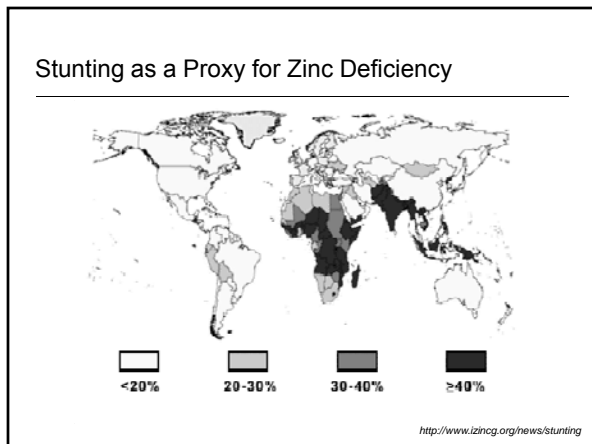 Stunting as a Proxy for Zinc Deficiency
<20% 20-30% 30-40% ≥40%
http://www.izincg.org/news/stunting